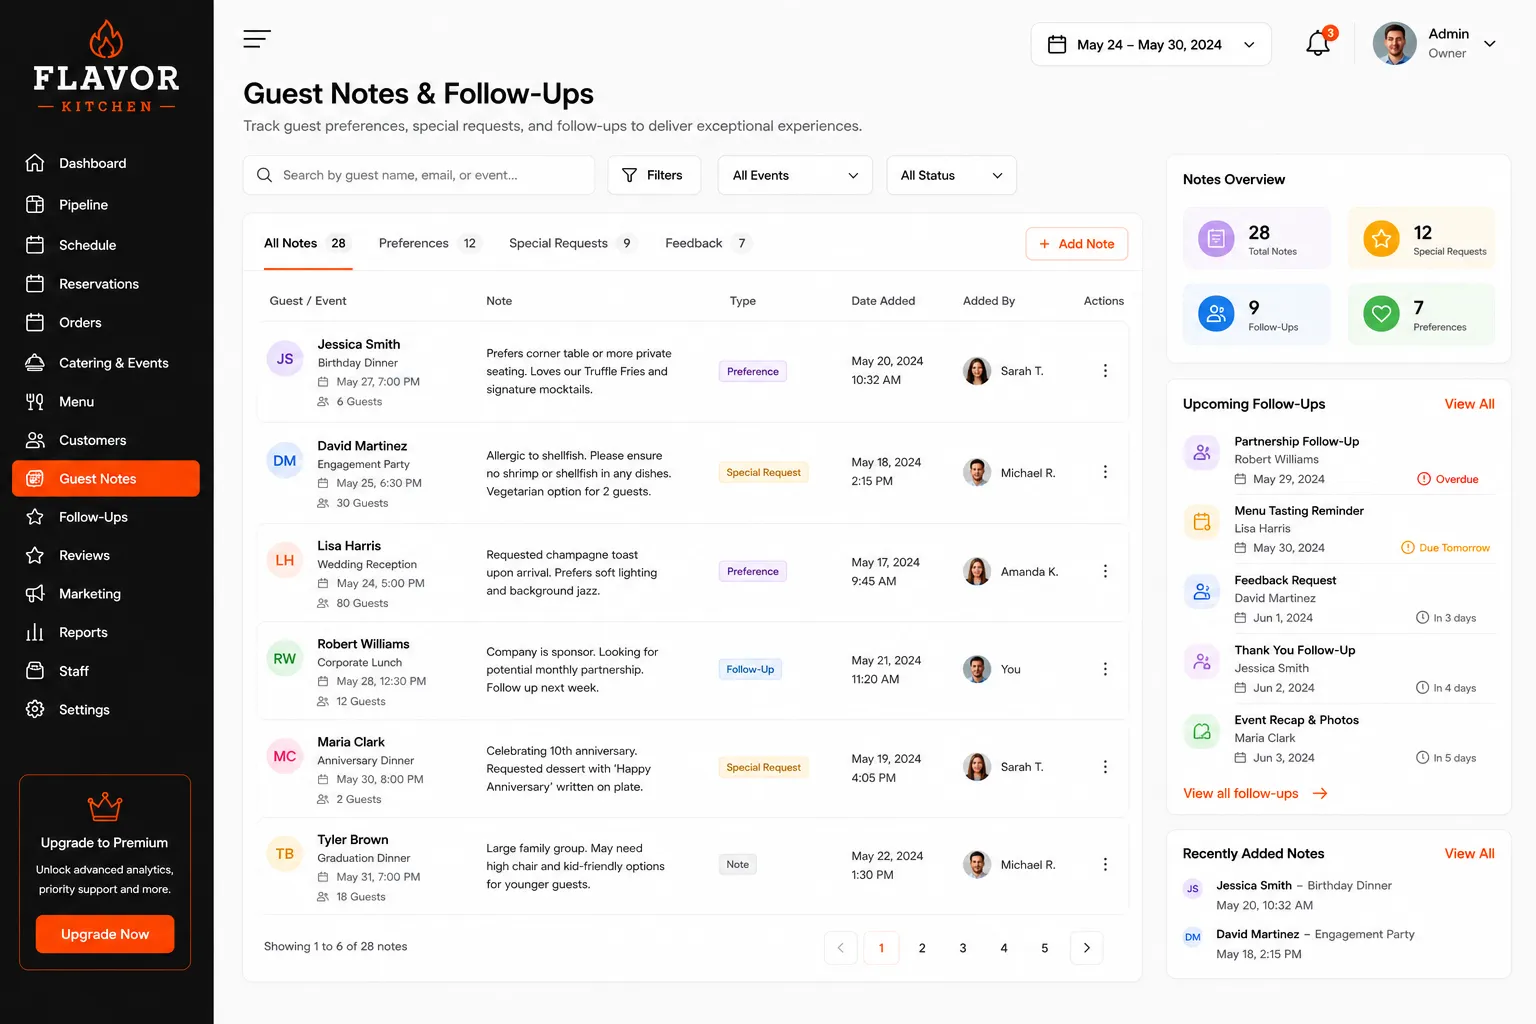 FLAVOR
KITCHEN
Dashboard
Pipeline
Schedule
Reservations
Orders
Catering & Events
Menu
Customers
Guest Notes
Follow-Ups
Reviews
Marketing
Reports
Staff
Settings
Upgrade to Premium
Unlock advanced analytics,
priority support and more.
Upgrade Now
May 24 – May 30, 2024
3
Admin
Owner
Guest Notes & Follow-Ups
Track guest preferences, special requests, and follow-ups to deliver exceptional experiences.
Search by guest name, email, or event...
Filters
All Events
All Status
All Notes 28
Preferences 12
Special Requests 9
Feedback 7
+ Add Note
Guest / Event Note Type Date Added Added By Actions
JS
Jessica Smith
Birthday Dinner
May 27, 7:00 PM
6 Guests
Prefers corner table or more private
seating. Loves our Truffle Fries and
signature mocktails.
Preference
May 20, 2024
10:32 AM
Sarah T.
DM
David Martinez
Engagement Party
May 25, 6:30 PM
30 Guests
Allergic to shellfish. Please ensure
no shrimp or shellfish in any dishes.
Vegetarian option for 2 guests.
Special Request
May 18, 2024
2:15 PM
Michael R.
LH
Lisa Harris
Wedding Reception
May 24, 5:00 PM
80 Guests
Requested champagne toast
upon arrival. Prefers soft lighting
and background jazz.
Preference
May 17, 2024
9:45 AM
Amanda K.
RW
Robert Williams
Corporate Lunch
May 28, 12:30 PM
12 Guests
Company is sponsor. Looking for
potential monthly partnership.
Follow up next week.
Follow-Up
May 21, 2024
11:20 AM
You
MC
Maria Clark
Anniversary Dinner
May 30, 8:00 PM
2 Guests
Celebrating 10th anniversary.
Requested dessert with ‘Happy
Anniversary’ written on plate.
Special Request
May 19, 2024
4:05 PM
Sarah T.
TB
Tyler Brown
Graduation Dinner
May 31, 7:00 PM
18 Guests
Large family group. May need
high chair and kid-friendly options
for younger guests.
Note
May 22, 2024
1:30 PM
Michael R.
Showing 1 to 6 of 28 notes
1 2 3 4 5
Notes Overview
28
Total Notes
12
Special Requests
9
Follow-Ups
7
Preferences
Upcoming Follow-Ups View All
Partnership Follow-Up
Robert Williams
May 29, 2024 Overdue
Menu Tasting Reminder
Lisa Harris
May 30, 2024 Due Tomorrow
Feedback Request
David Martinez
Jun 1, 2024 In 3 days
Thank You Follow-Up
Jessica Smith
Jun 2, 2024 In 4 days
Event Recap & Photos
Maria Clark
Jun 3, 2024 In 5 days
View all follow-ups
Recently Added Notes View All
JS
Jessica Smith – Birthday Dinner
May 20, 10:32 AM
DM
David Martinez – Engagement Party
May 18, 2:15 PM